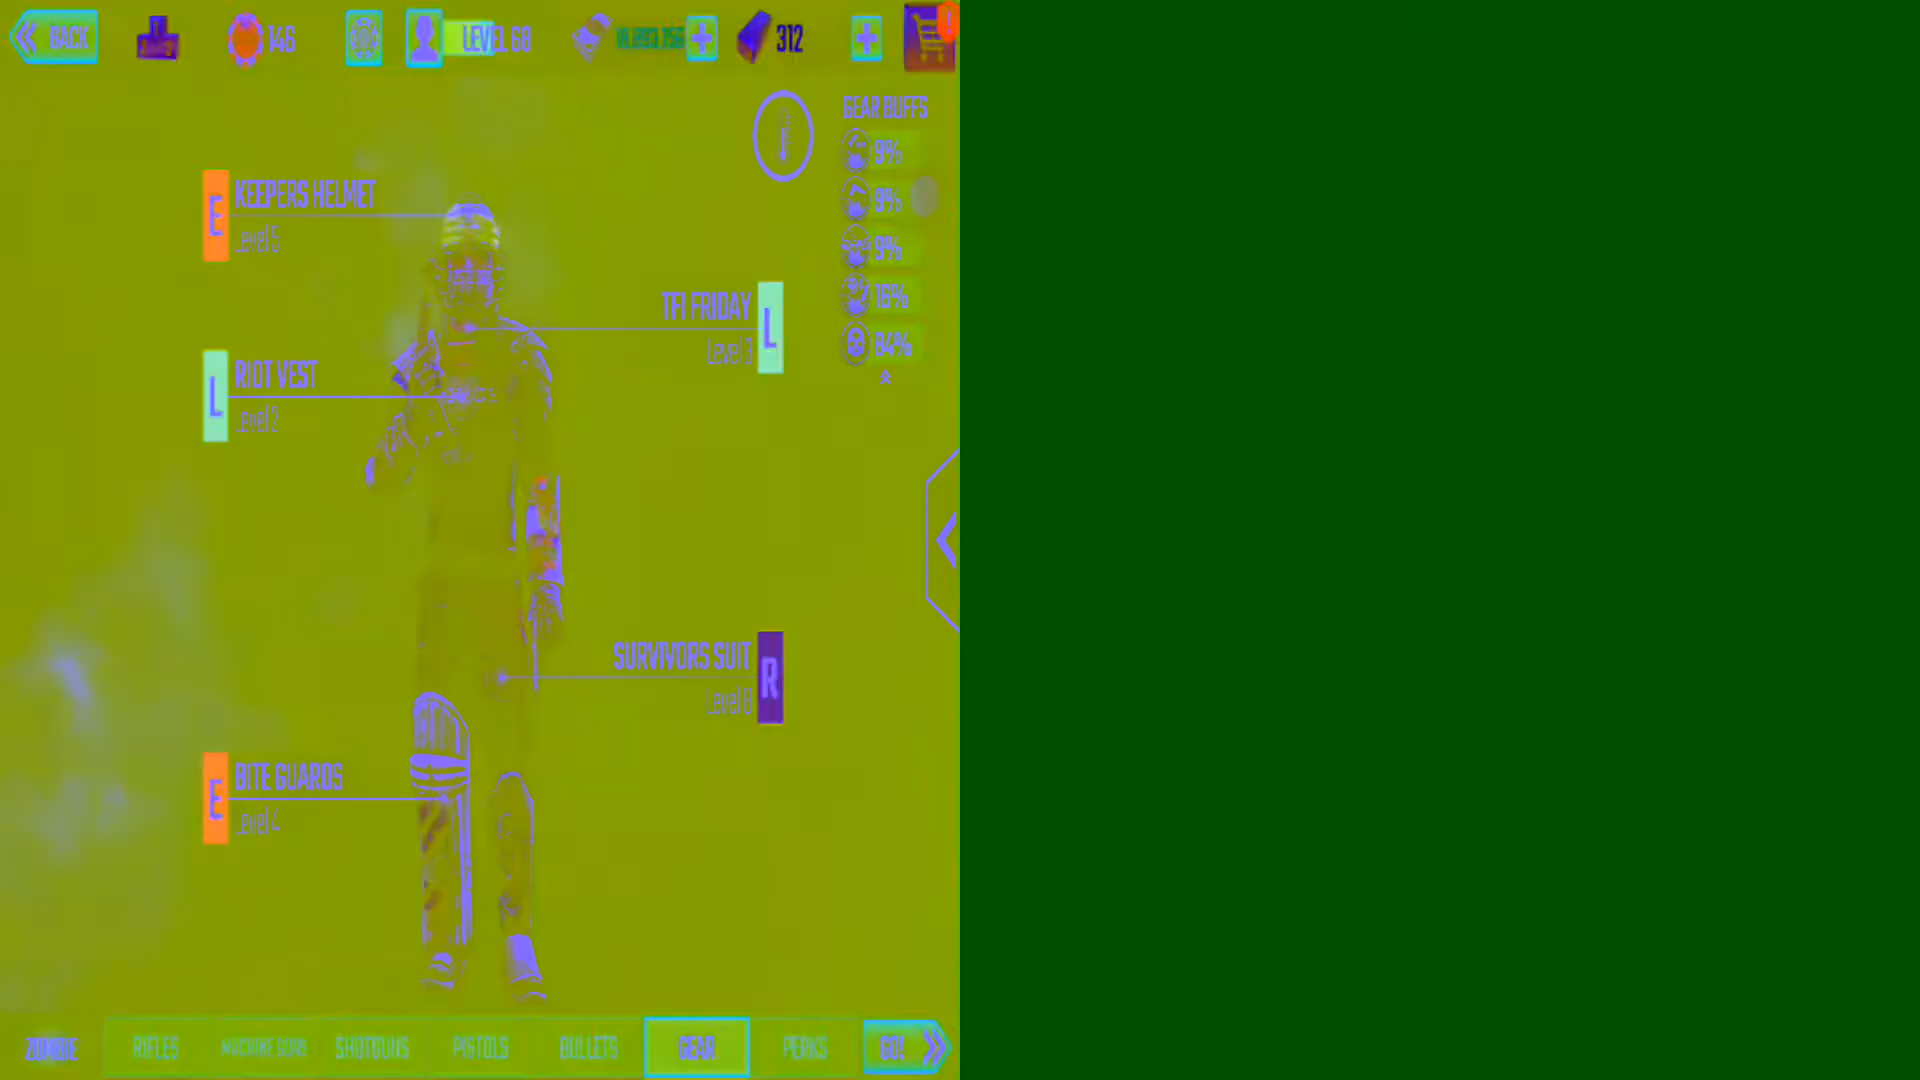 BACK
146
LEVEL 68
312
GEAR BUFFS
9%
9%
9%
16%
84%
E
KEEPERS HELMET
Level 5
TFI FRIDAY
Level 3
L
L
RIOT VEST
Level 2
SURVIVORS SUIT
Level 8
R
E
BITE GUARDS
Level 4
ZOMBIE
RIFLES
MACHINE GUNS
SHOTGUNS
PISTOLS
BULLETS
GEAR
PERKS
GO!